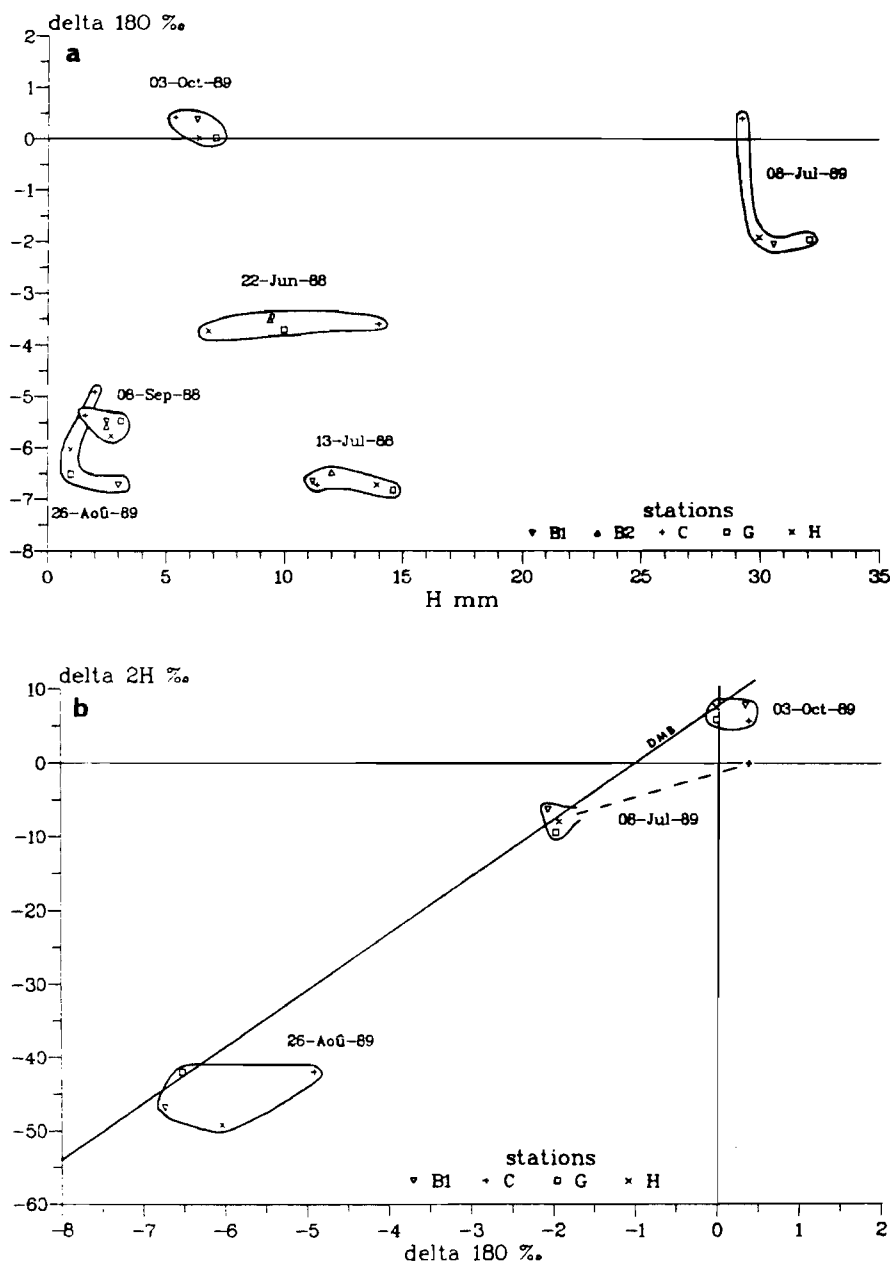 delta 180 ‰
a
2
1
0
-1
-2
-3
-4
-5
-6
-7
-8
03-Oct-89
08-Jul-89
22-Jun-88
08-Sep-88
13-Jul-88
26-Aoû-89
stations
B1 B2 C G H
0 5 10 15 20 25 30 35
H mm
delta 2H ‰
b
10
0
-10
-20
-30
-40
-50
-60
DMB
03-Oct-89
08-Jul-89
26-Aoû-89
stations
B1 C G H
-8 -7 -6 -5 -4 -3 -2 -1 0 1 2
delta 180 ‰